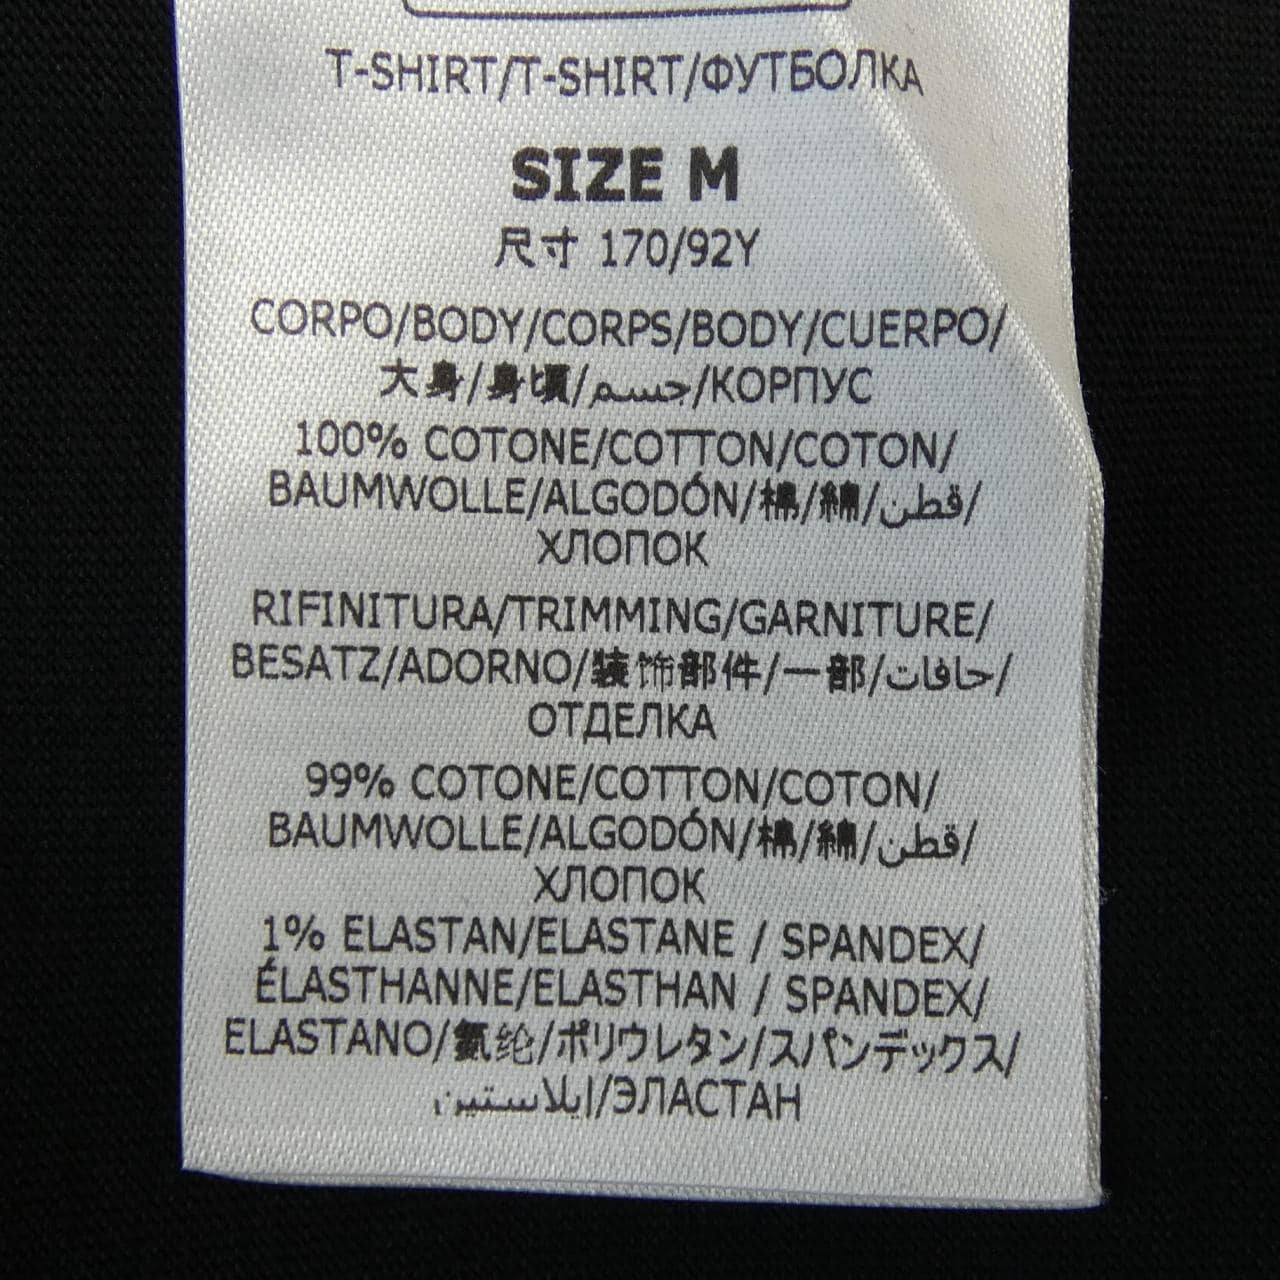 T-SHIRT/T-SHIRT/ФУТБОЛКА
SIZE M
尺寸 170/92Y
CORPO/BODY/CORPS/BODY/CUERPO/
大身/身頃/جسم/КОРПУС
100% COTONE/COTTON/COTON/
BAUMWOLLE/ALGODÓN/棉/綿/قطن/
ХЛОПОК
RIFINITURA/TRIMMING/GARNITURE/
BESATZ/ADORNO/装饰部件/一部/حافات/
ОТДЕЛКА
99% COTONE/COTTON/COTON/
BAUMWOLLE/ALGODÓN/棉/綿/قطن/
ХЛОПОК
1% ELASTAN/ELASTANE / SPANDEX/
ÉLASTHANNE/ELASTHAN / SPANDEX/
ELASTANO/氨纶/ポリウレタン/スパンデックス/
ايلاستين/ЭЛАСТАН